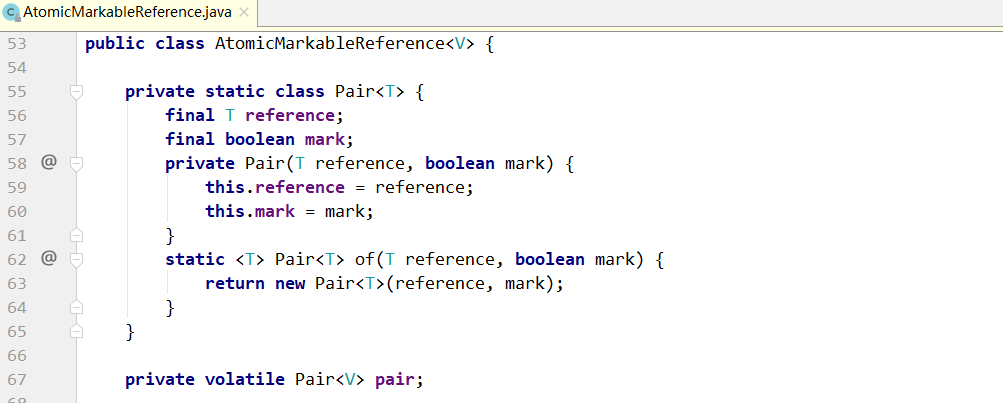 AtomicMarkableReference.java
53 public class AtomicMarkableReference<V> {
54
55 private static class Pair<T> {
56 final T reference;
57 final boolean mark;
58 @ private Pair(T reference, boolean mark) {
59 this.reference = reference;
60 this.mark = mark;
61 }
62 @ static <T> Pair<T> of(T reference, boolean mark) {
63 return new Pair<T>(reference, mark);
64 }
65 }
66
67 private volatile Pair<V> pair;
68